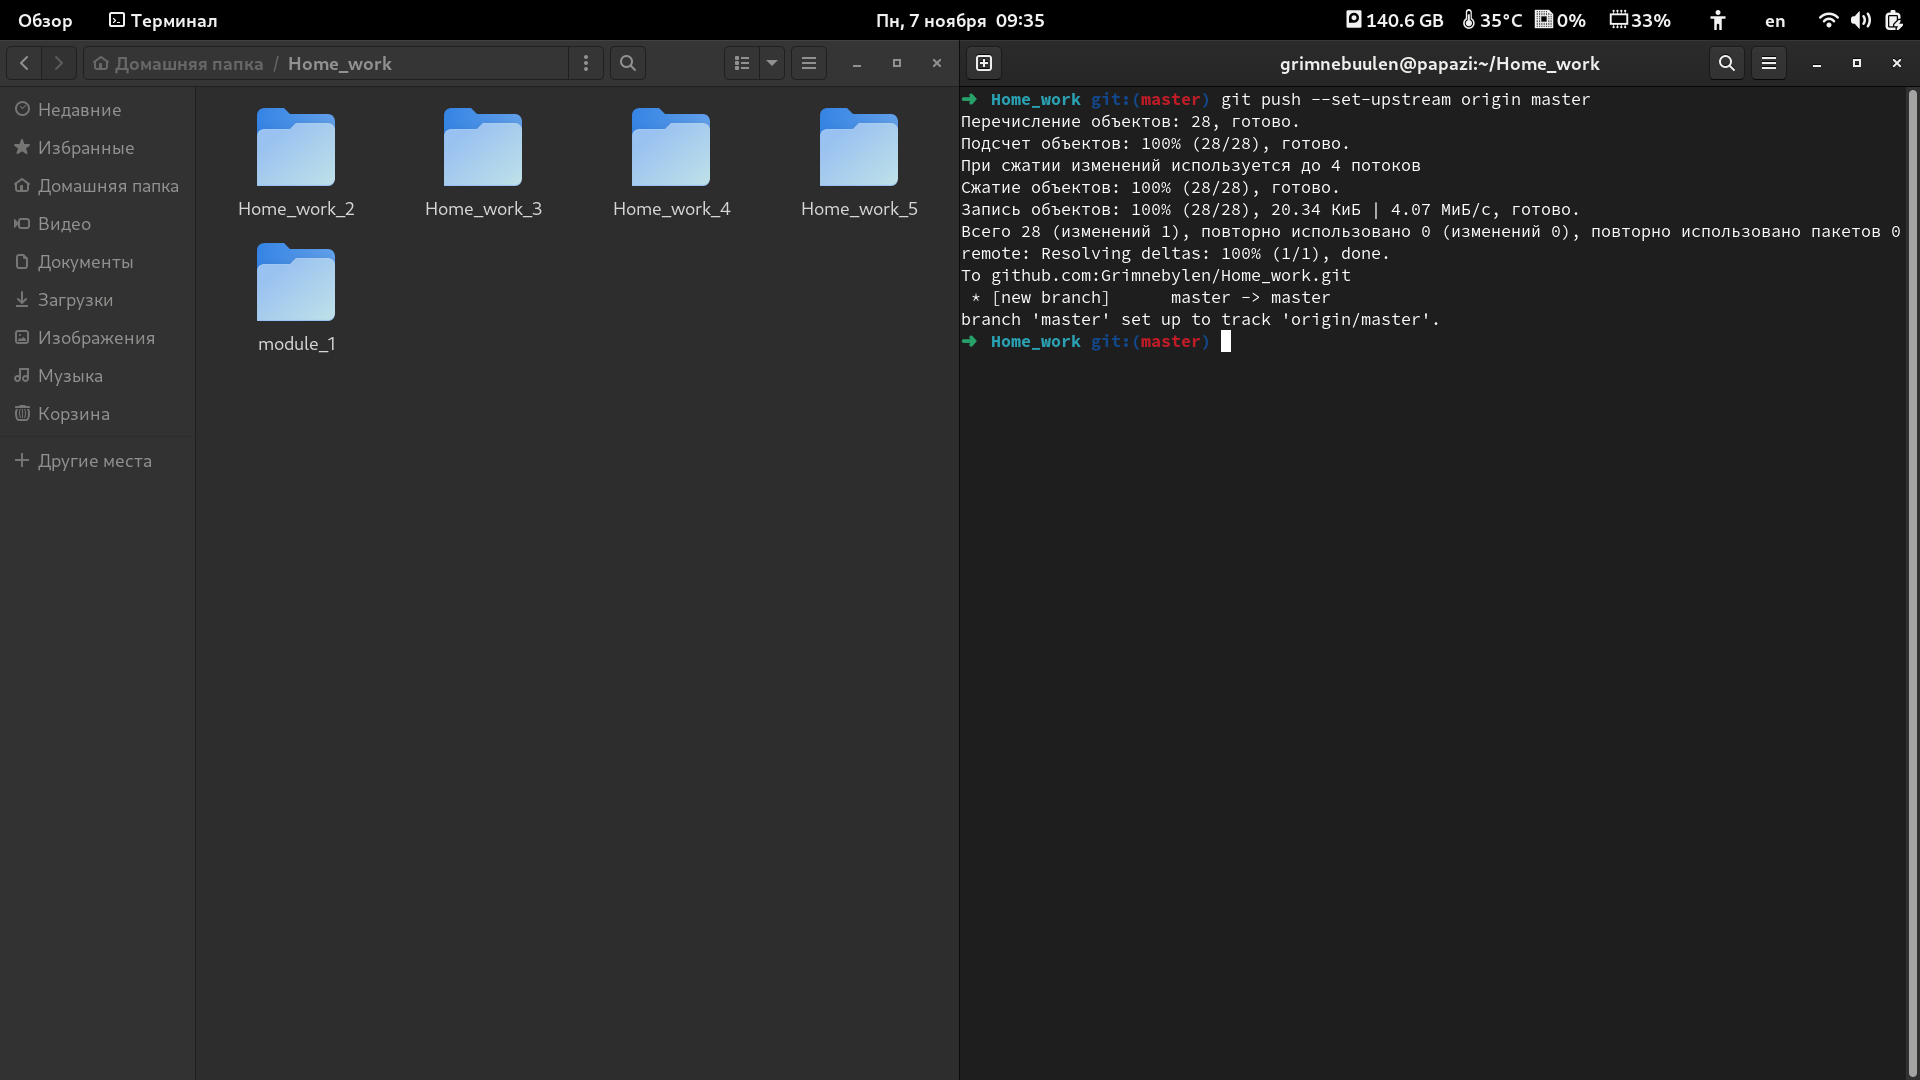 Обзор
Терминал
Пн, 7 ноября 09:35
140.6 GB
35°C
0%
33%
en
Домашняя папка / Home_work
Недавние
Избранные
Домашняя папка
Видео
Документы
Загрузки
Изображения
Музыка
Корзина
Другие места
Home_work_2
Home_work_3
Home_work_4
Home_work_5
module_1
grimnebuulen@papazi:~/Home_work
➜ Home_work git:(master) git push --set-upstream origin master
Перечисление объектов: 28, готово.
Подсчет объектов: 100% (28/28), готово.
При сжатии изменений используется до 4 потоков
Сжатие объектов: 100% (28/28), готово.
Запись объектов: 100% (28/28), 20.34 КиБ | 4.07 МиБ/с, готово.
Всего 28 (изменений 1), повторно использовано 0 (изменений 0), повторно использовано пакетов 0
remote: Resolving deltas: 100% (1/1), done.
To github.com:Grimnebylen/Home_work.git
* [new branch] master -> master
branch 'master' set up to track 'origin/master'.
➜ Home_work git:(master)